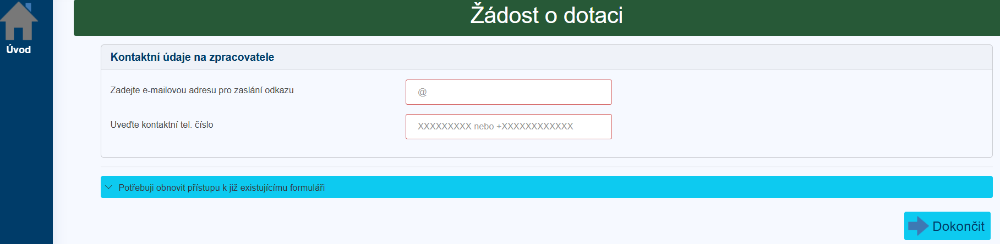 Žádost o dotaci
Úvod
Kontaktní údaje na zpracovatele
Zadejte e-mailovou adresu pro zaslání odkazu
@
Uveďte kontaktní tel. číslo
XXXXXXXXX nebo +XXXXXXXXXXXX
Potřebuji obnovit přístupu k již existujícímu formuláři
Dokončit